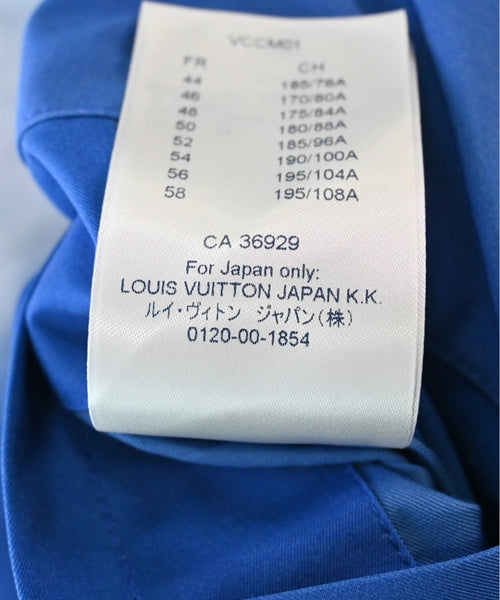 VCCM01
FR CH
44 185/76A
46 170/80A
48 175/84A
50 180/88A
52 185/96A
54 190/100A
56 195/104A
58 195/108A
CA 36929
For Japan only:
LOUIS VUITTON JAPAN K.K.
ルイ・ヴィトン ジャパン(株)
0120-00-1854